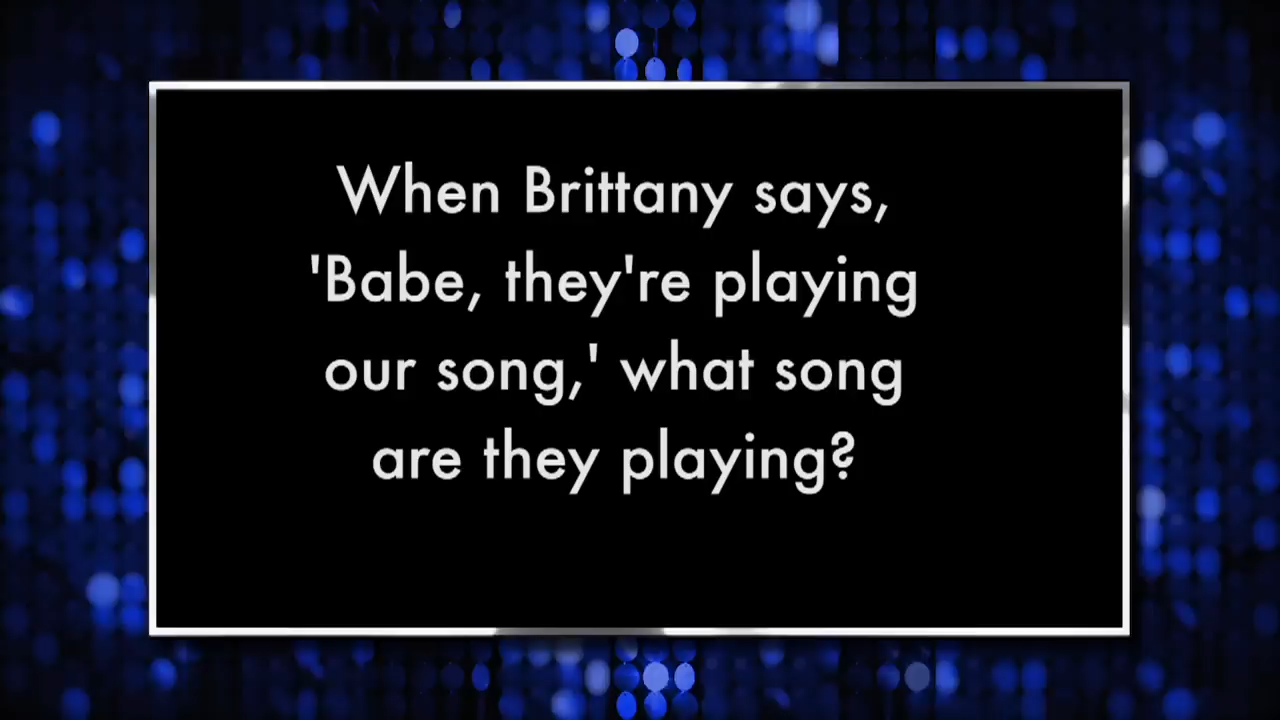 When Brittany says,
'Babe, they're playing
our song,' what song
are they playing?